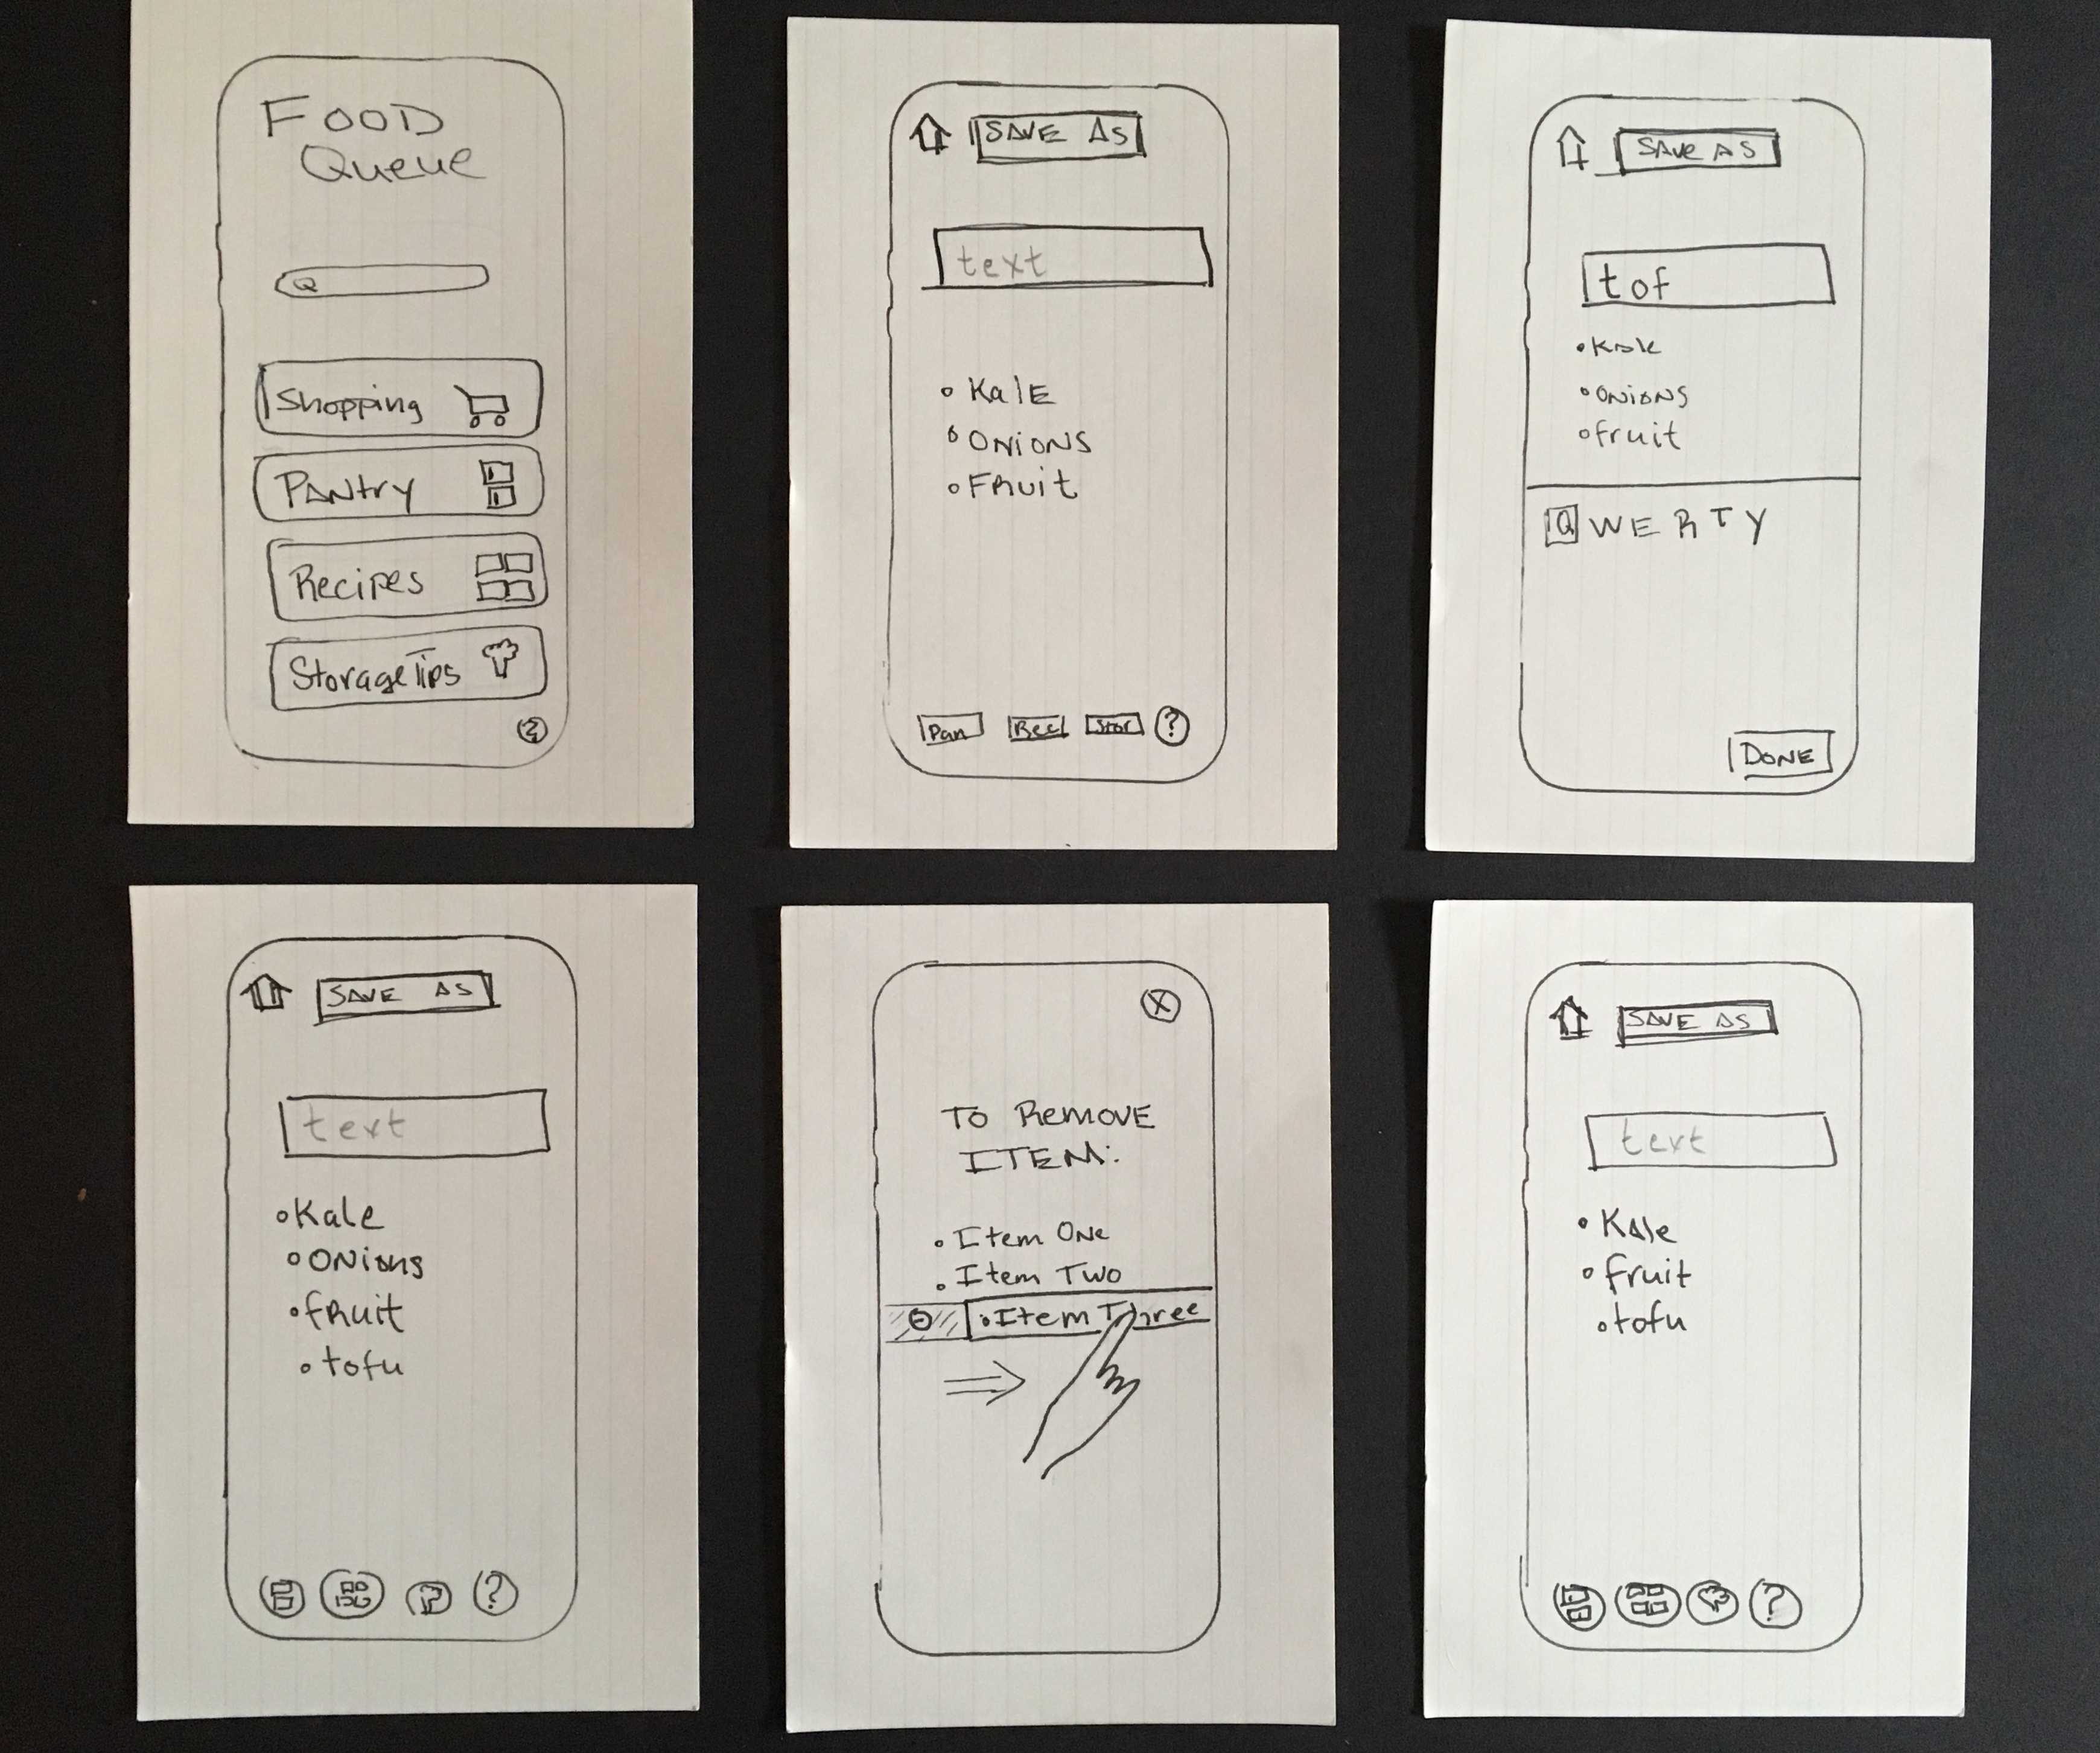 FOOD
Queue
Shopping
PANtry
Recipes
Storage Tips
?
SAVE AS
text
KalE
ONiONS
FRuit
Pan
Rec
Stor
?
SAVe AS
tof
Kale
ONiONS
fruit
Q W E R T Y
DONE
SAVE AS
text
Kale
ONions
fRuit
tofu
?
X
TO RemOVE
ITEM:
Item ONe
Item TWO
Item Three
SAVE AS
text
Kale
fruit
tofu
?